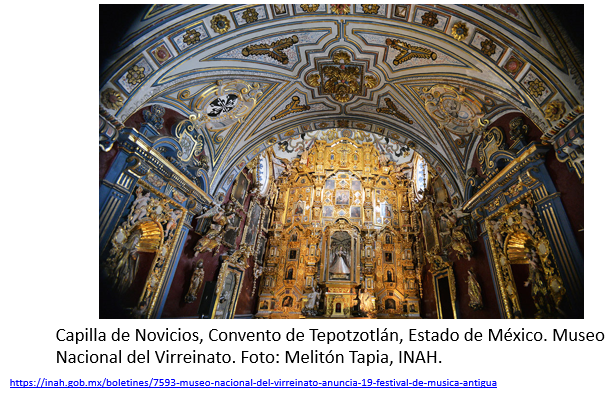 Capilla de Novicios, Convento de Tepotzotlán, Estado de México. Museo
Nacional del Virreinato. Foto: Melitón Tapia, INAH.
https://inah.gob.mx/boletines/7593-museo-nacional-del-virreinato-anuncia-19-festival-de-musica-antigua